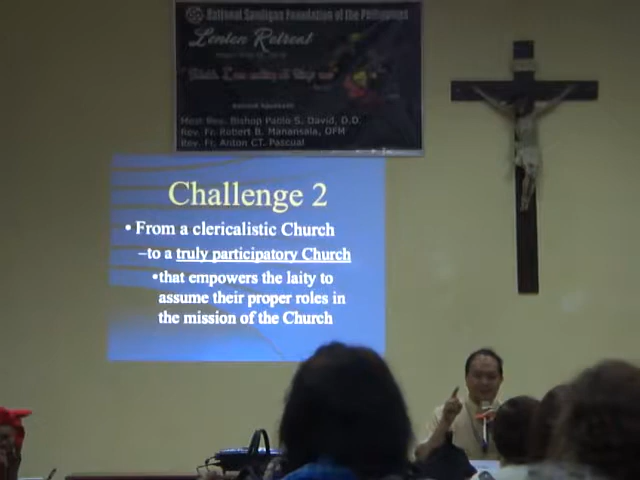 National Sandigan Foundation of the Philippines
Lenten Retreat
Most Rev. Bishop Pablo S. David, D.D.
Rev. Fr. Robert B. Manansala, OFM
Rev. Fr. Anton CT. Pascual
Challenge 2
• From a clericalistic Church
–to a truly participatory Church
•that empowers the laity to
assume their proper roles in
the mission of the Church